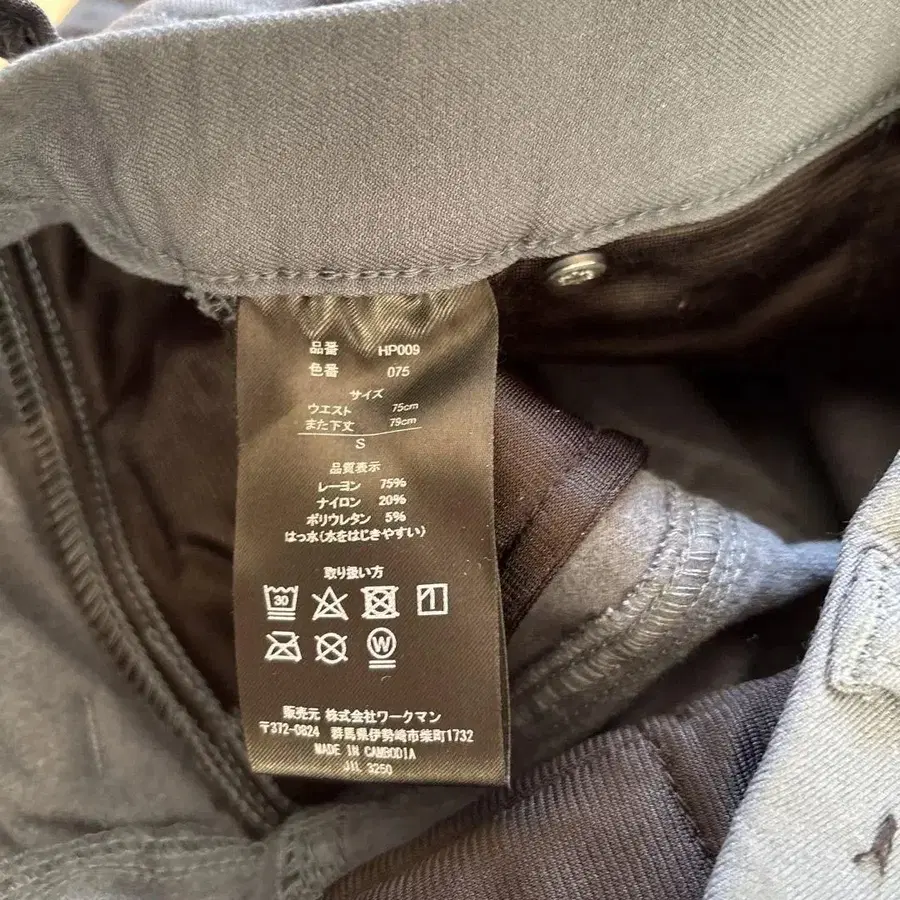 品番 HP009
色番 075
サイズ
ウエスト 75cm
また下丈 79cm
S
品質表示
レーヨン 75%
ナイロン 20%
ポリウレタン 5%
はっ水(水をはじきやすい)
取り扱い方
30
W
販売元 株式会社ワークマン
〒372-0824 群馬県伊勢崎市柴町1732
MADE IN CAMBODIA
JIL 3250